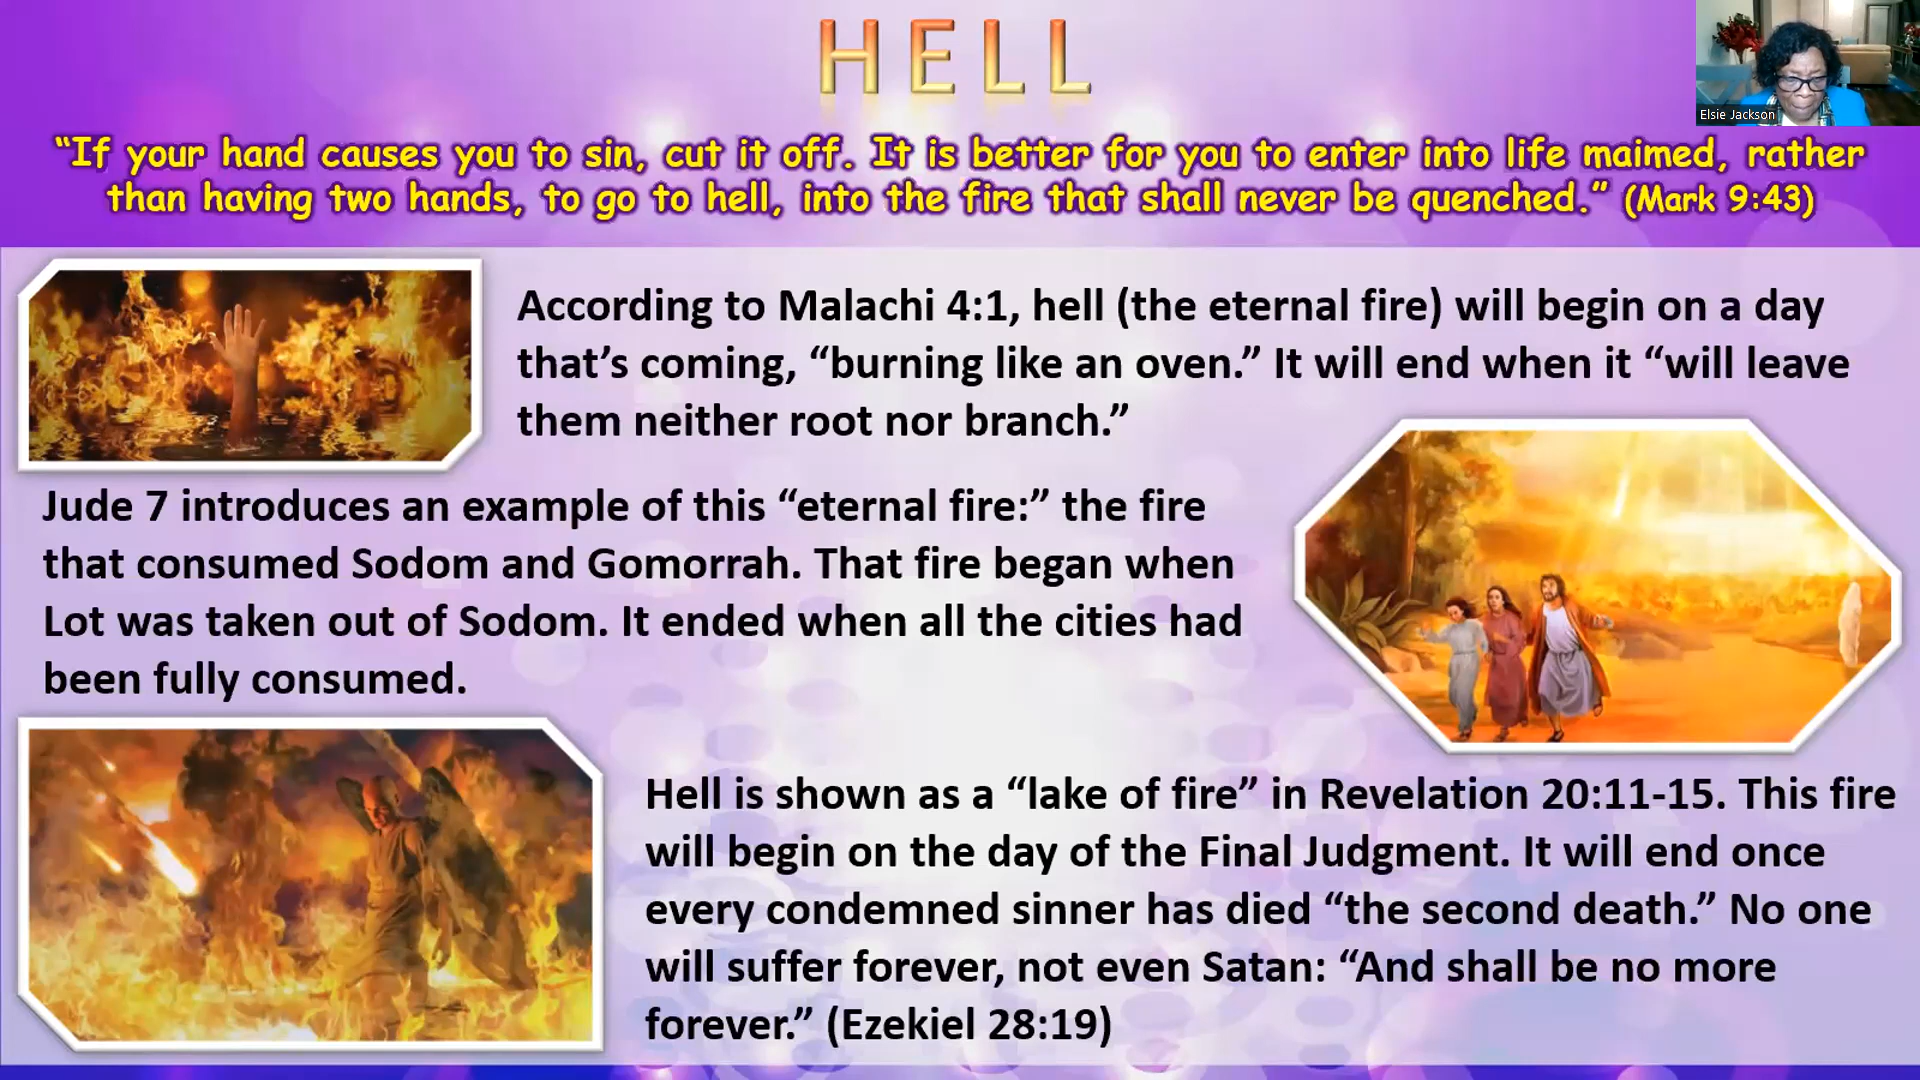 HELL
Elsie Jackson
“If your hand causes you to sin, cut it off. It is better for you to enter into life maimed, rather
than having two hands, to go to hell, into the fire that shall never be quenched.” (Mark 9:43)
According to Malachi 4:1, hell (the eternal fire) will begin on a day
that’s coming, “burning like an oven.” It will end when it “will leave
them neither root nor branch.”
Jude 7 introduces an example of this “eternal fire:” the fire
that consumed Sodom and Gomorrah. That fire began when
Lot was taken out of Sodom. It ended when all the cities had
been fully consumed.
Hell is shown as a “lake of fire” in Revelation 20:11-15. This fire
will begin on the day of the Final Judgment. It will end once
every condemned sinner has died “the second death.” No one
will suffer forever, not even Satan: “And shall be no more
forever.” (Ezekiel 28:19)